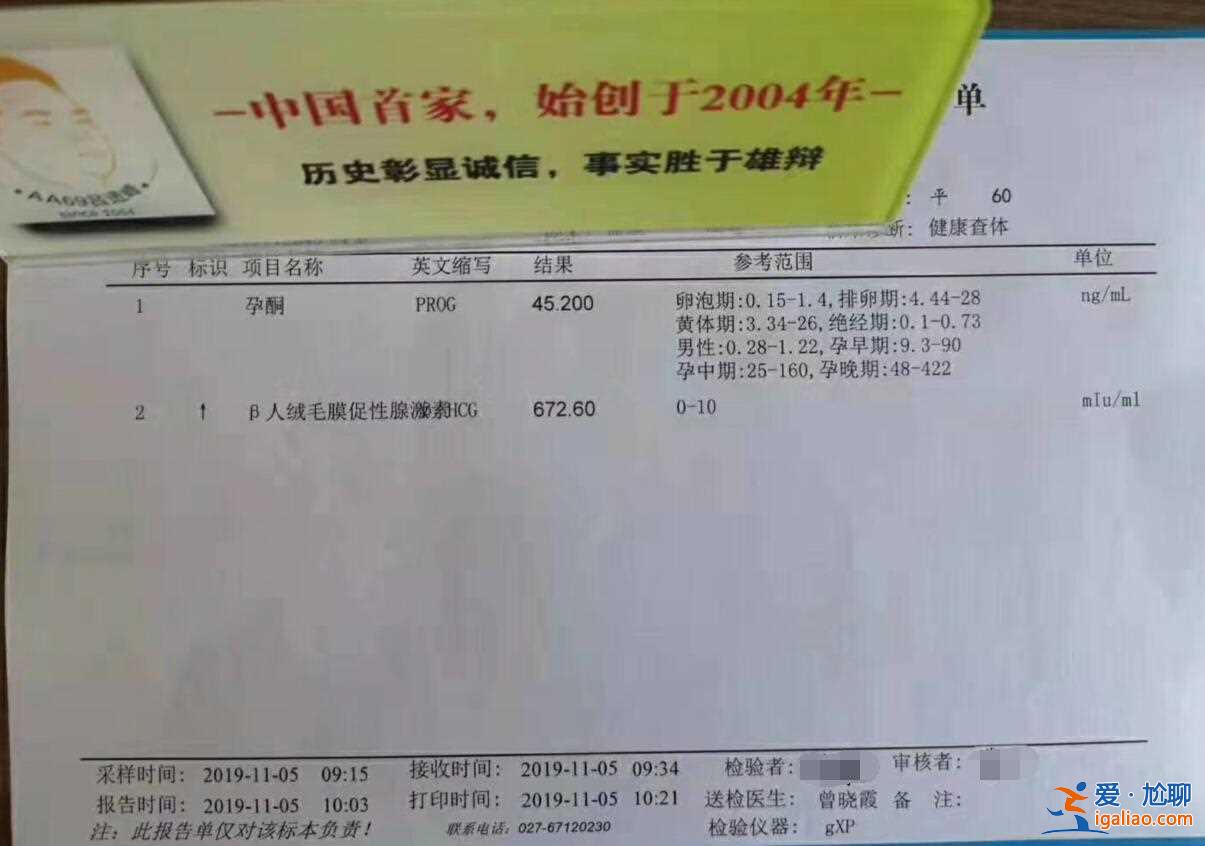 -中国首家，始创于2004年-
历史彰显诚信，事实胜于雄辩
单
SINCE 2004
: 平 60
断: 健康查体
序号 标识 项目名称 英文缩写 结果 参考范围 单位
1 孕酮 PROG 45.200 卵泡期:0.15-1.4,排卵期:4.44-28 ng/mL
黄体期:3.34-26,绝经期:0.1-0.73
男性:0.28-1.22,孕早期:9.3-90
孕中期:25-160,孕晚期:48-422
2 ↑ β人绒毛膜促性腺激素HCG 672.60 0-10 mIu/ml
采样时间: 2019-11-05 09:15 接收时间: 2019-11-05 09:34 检验者: 审核者:
报告时间: 2019-11-05 10:03 打印时间: 2019-11-05 10:21 送检医生: 曾晓霞 备 注:
注: 此报告单仅对该标本负责! 联系电话: 027-67120230 检验仪器: gXP
爱·尬聊
igaliao.com